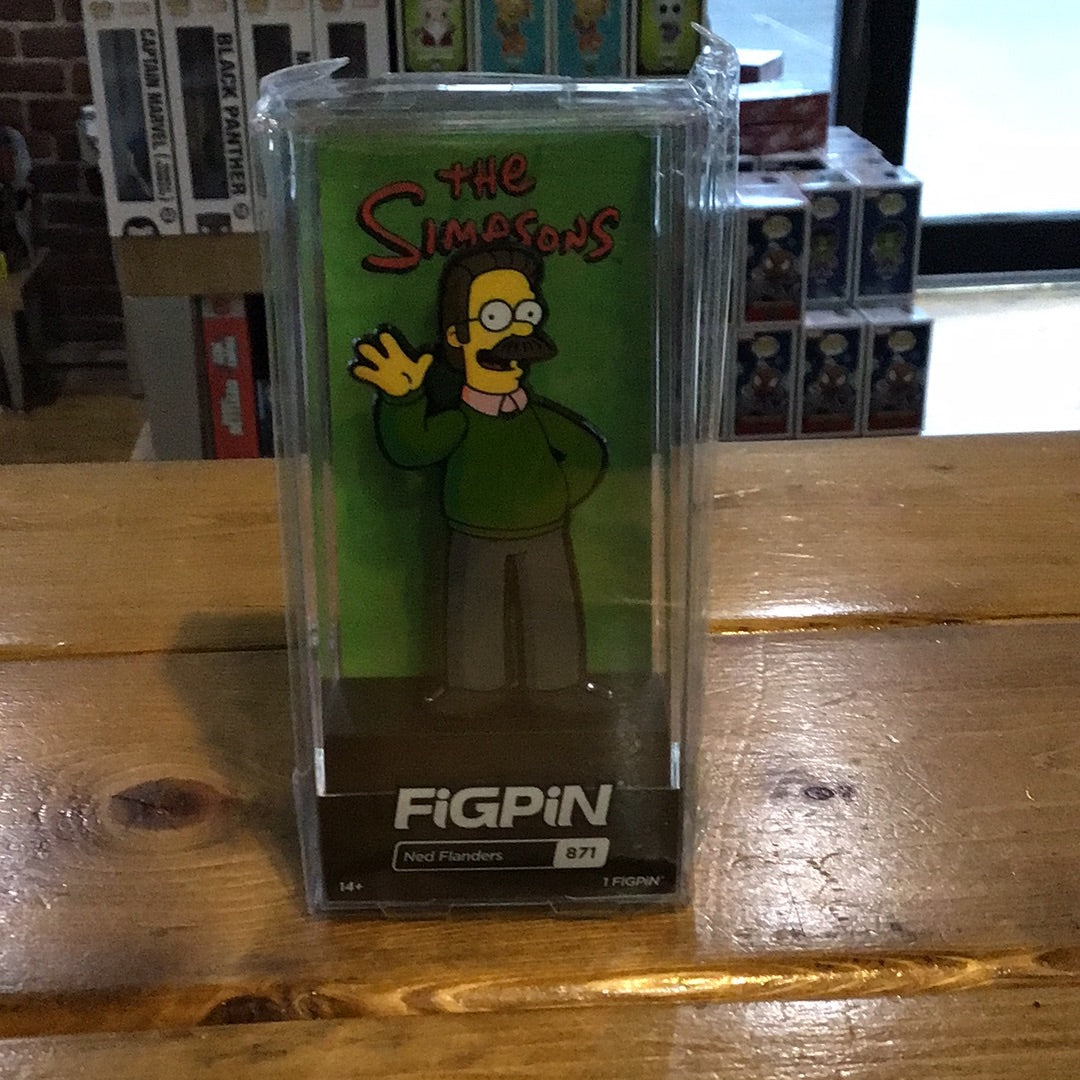 CAPTAIN MARVEL
BLACK PANTHER
THE
SIMPSONS
FiGPiN
Ned Flanders 871
14+
1 FiGPiN